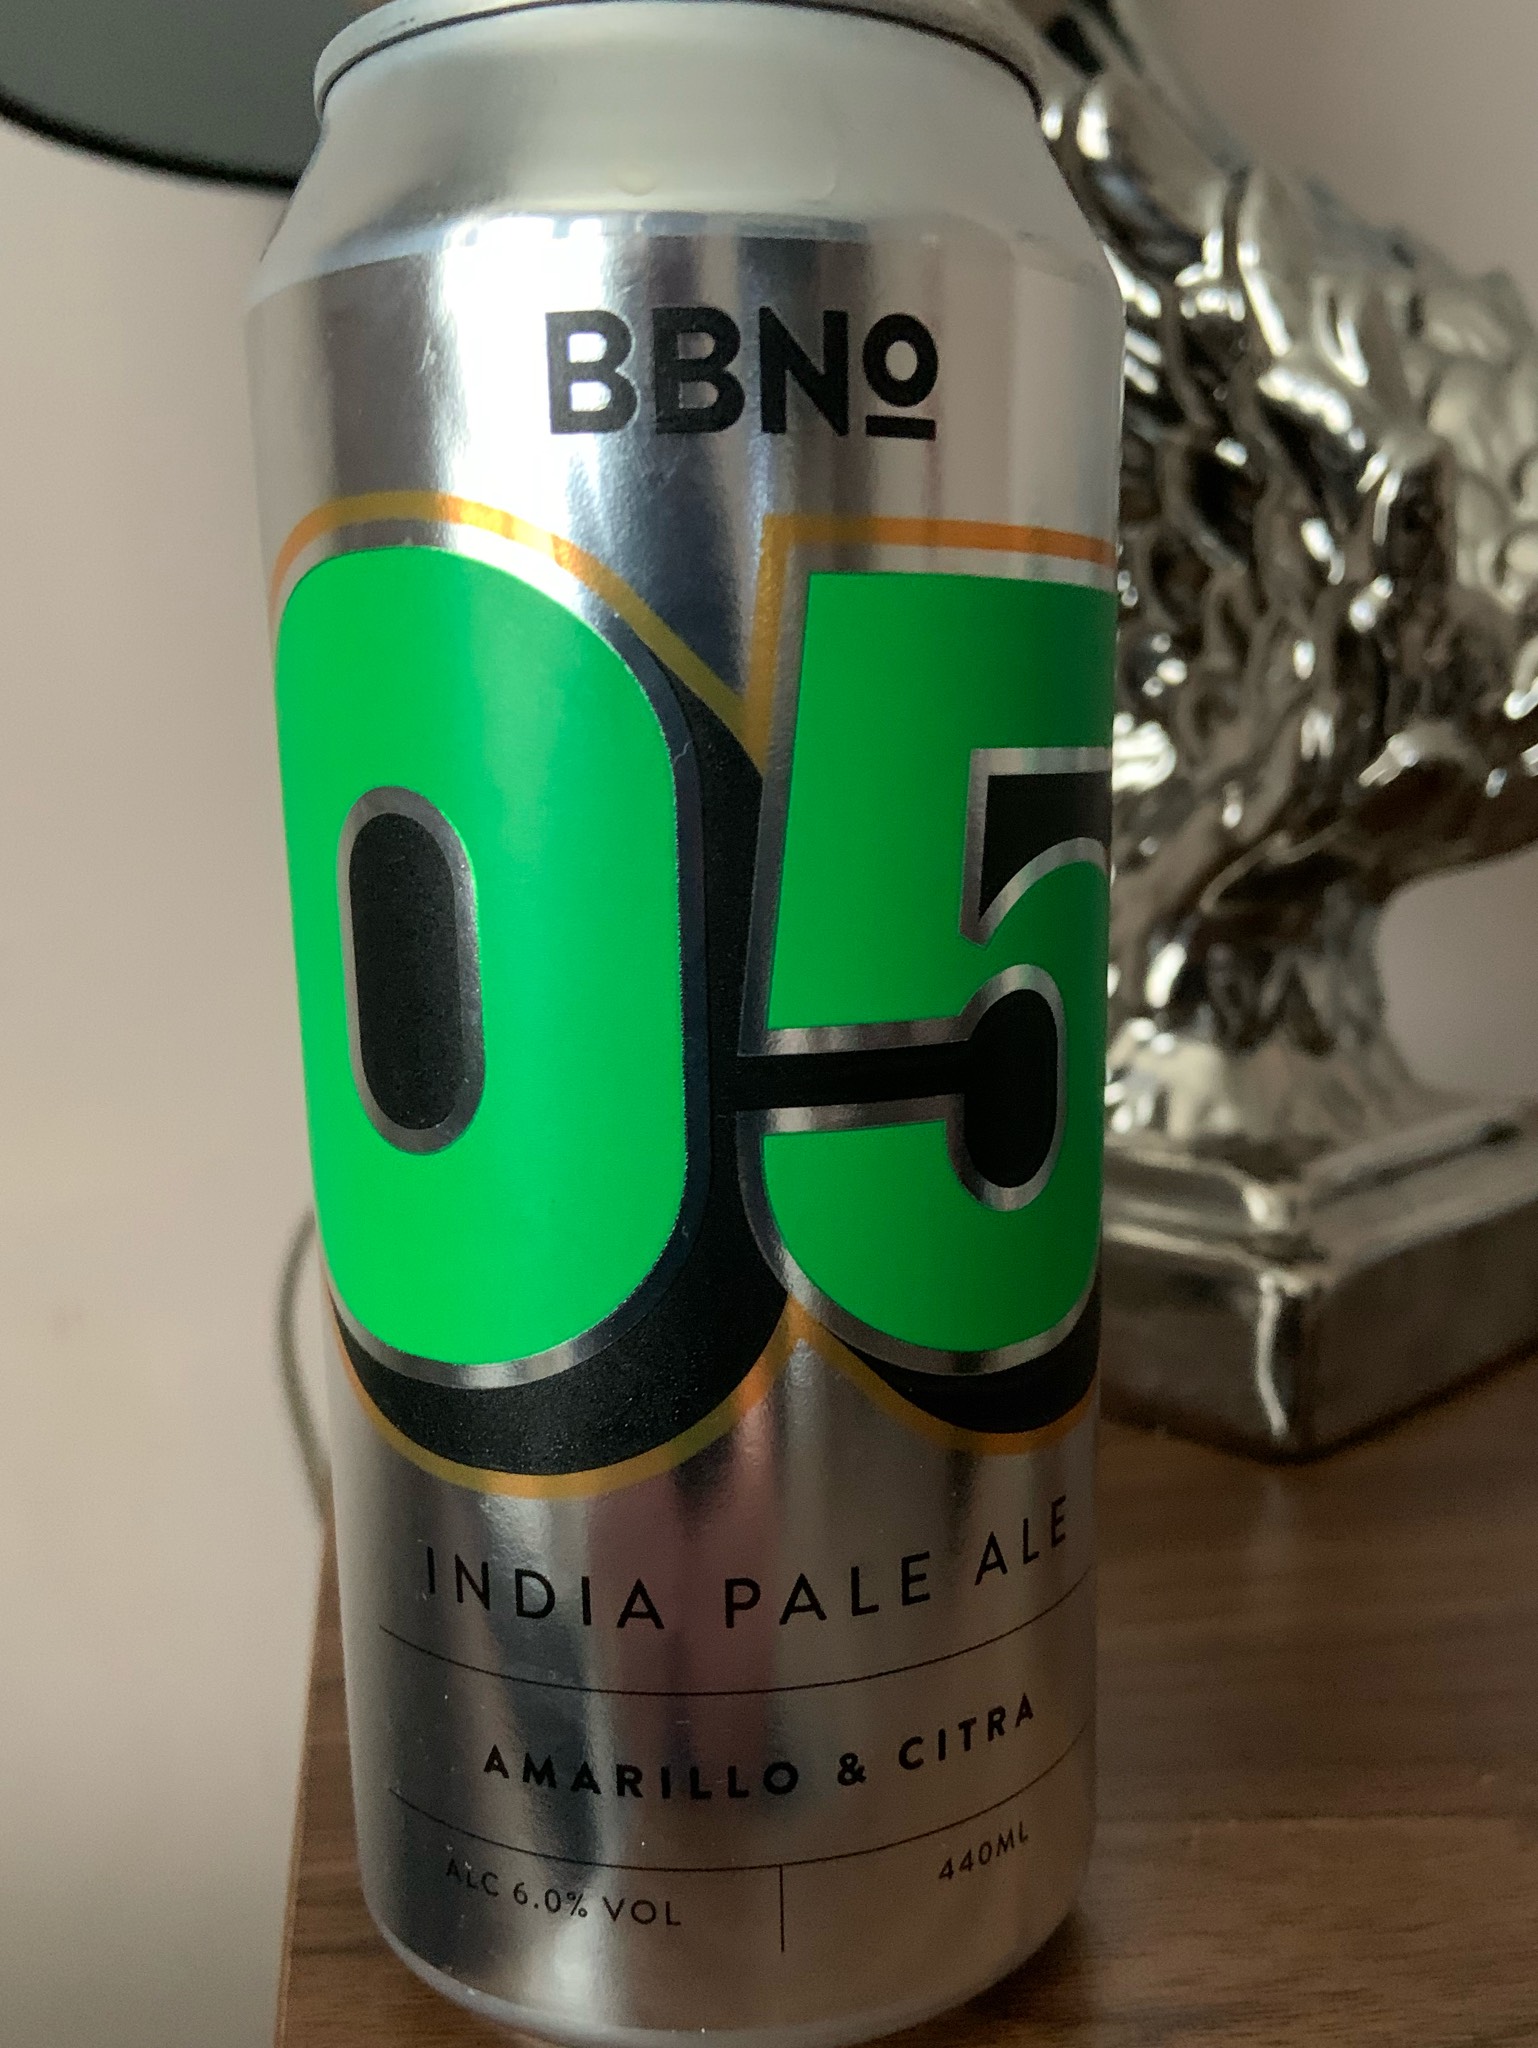 BBNo
05
INDIA PALE ALE
AMARILLO & CITRA
ALC 6.0% VOL
440ML